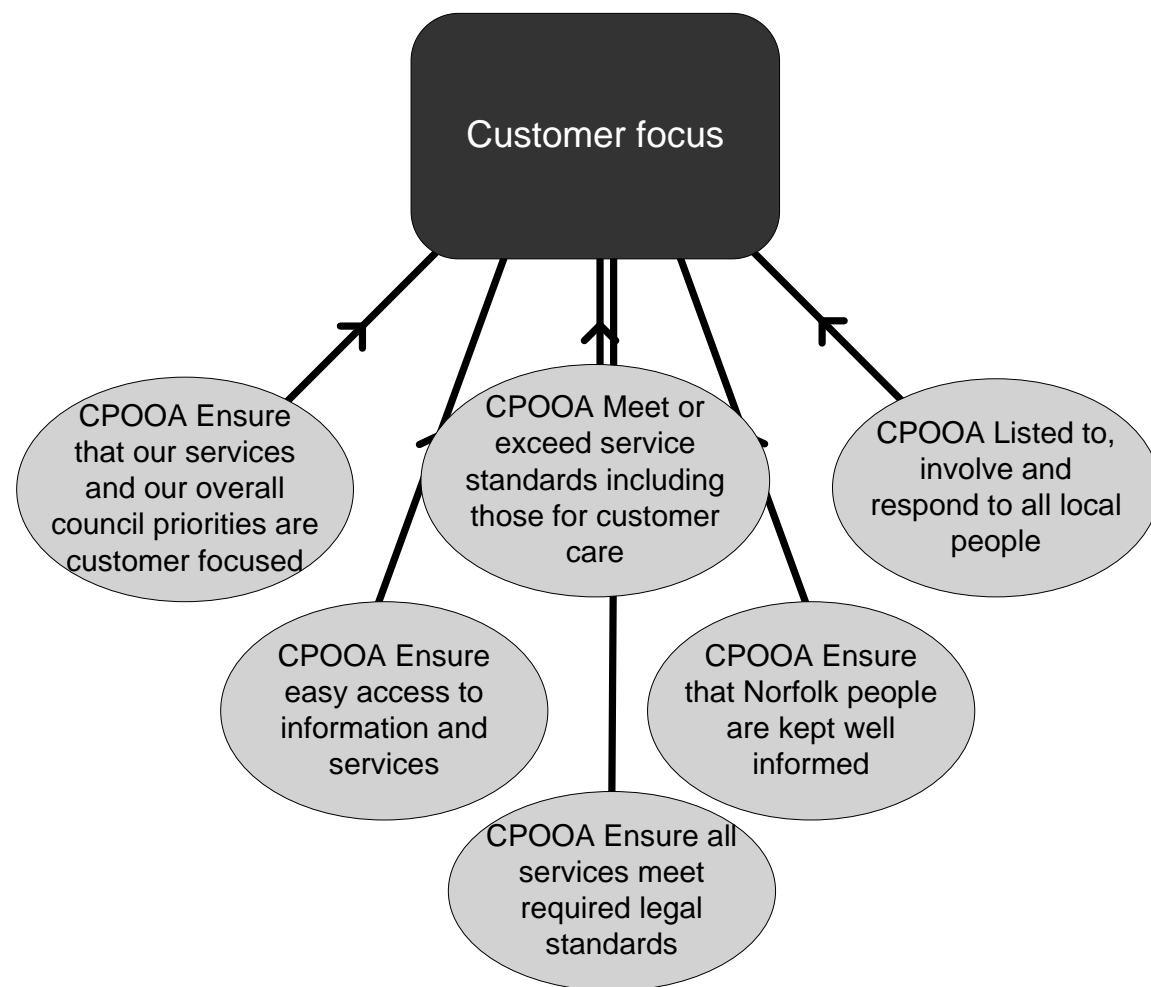 Customer focus
CPOOA Ensure
that our services
and our overall
council priorities are
customer focused
CPOOA Meet or
exceed service
standards including
those for customer
care
CPOOA Listed to,
involve and
respond to all local
people
CPOOA Ensure
easy access to
information and
services
CPOOA Ensure
that Norfolk people
are kept well
informed
CPOOA Ensure all
services meet
required legal
standards